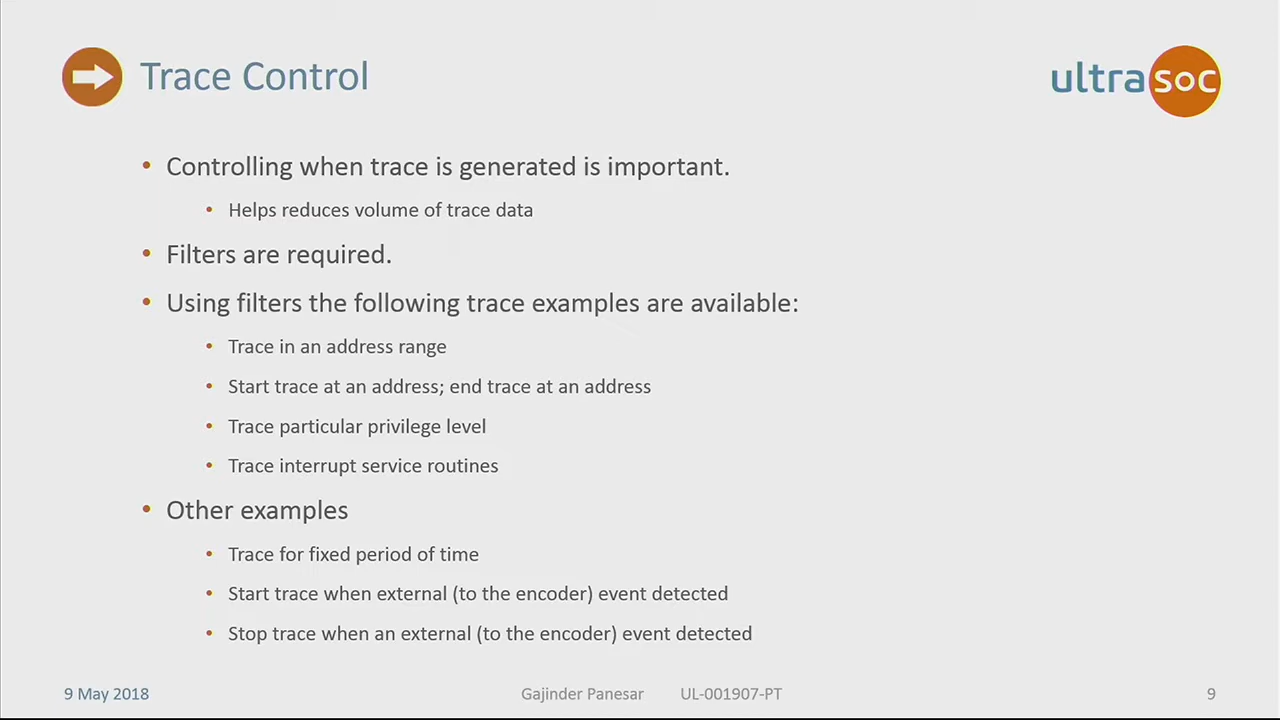 Trace Control
ultrasoc
• Controlling when trace is generated is important.
• Helps reduces volume of trace data
• Filters are required.
• Using filters the following trace examples are available:
• Trace in an address range
• Start trace at an address; end trace at an address
• Trace particular privilege level
• Trace interrupt service routines
• Other examples
• Trace for fixed period of time
• Start trace when external (to the encoder) event detected
• Stop trace when an external (to the encoder) event detected
9 May 2018 Gajinder Panesar UL-001907-PT 9